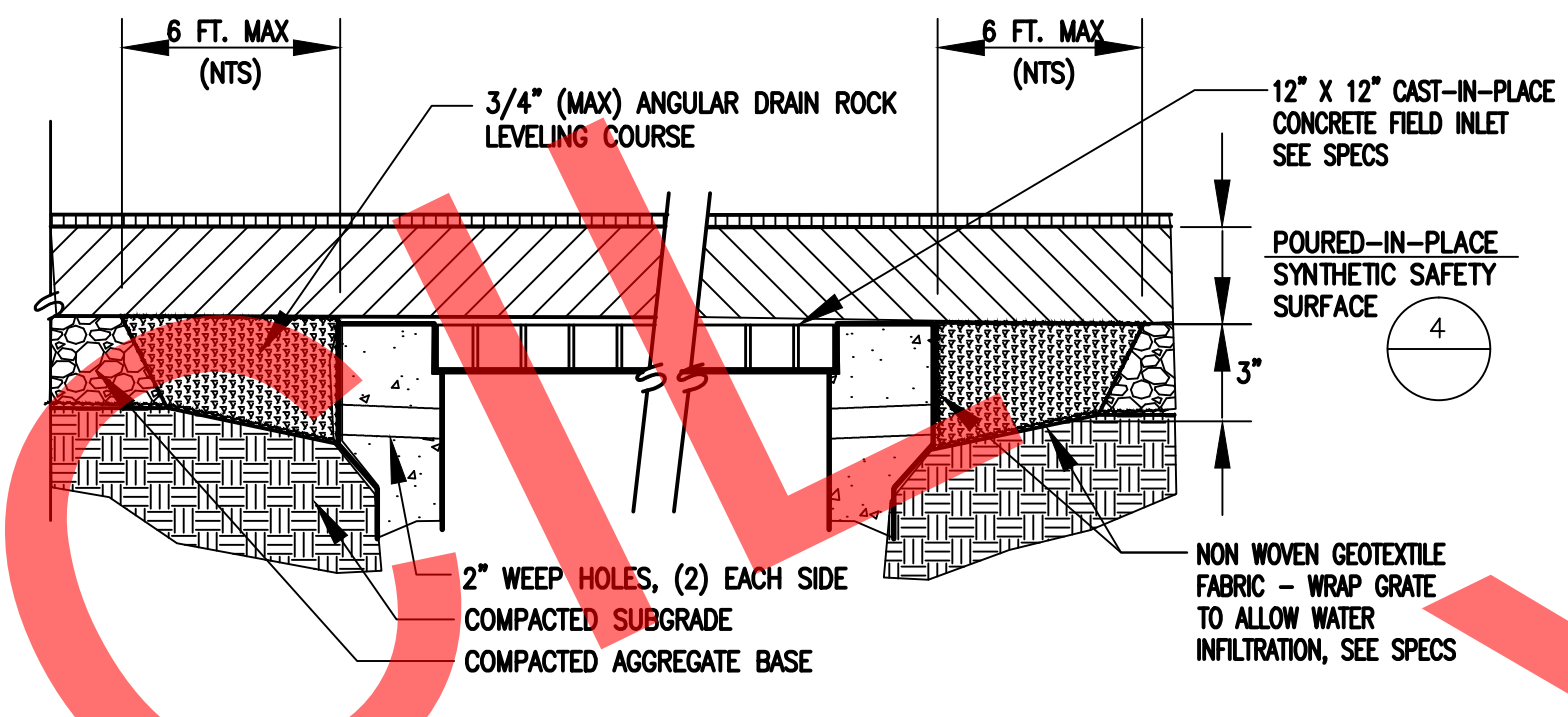 6 FT. MAX
(NTS)
6 FT. MAX
(NTS)
3/4" (MAX) ANGULAR DRAIN ROCK
LEVELING COURSE
12" X 12" CAST-IN-PLACE
CONCRETE FIELD INLET
SEE SPECS
POURED-IN-PLACE
SYNTHETIC SAFETY
SURFACE
4
3"
NON WOVEN GEOTEXTILE
FABRIC - WRAP GRATE
TO ALLOW WATER
INFILTRATION, SEE SPECS
2" WEEP HOLES, (2) EACH SIDE
COMPACTED SUBGRADE
COMPACTED AGGREGATE BASE